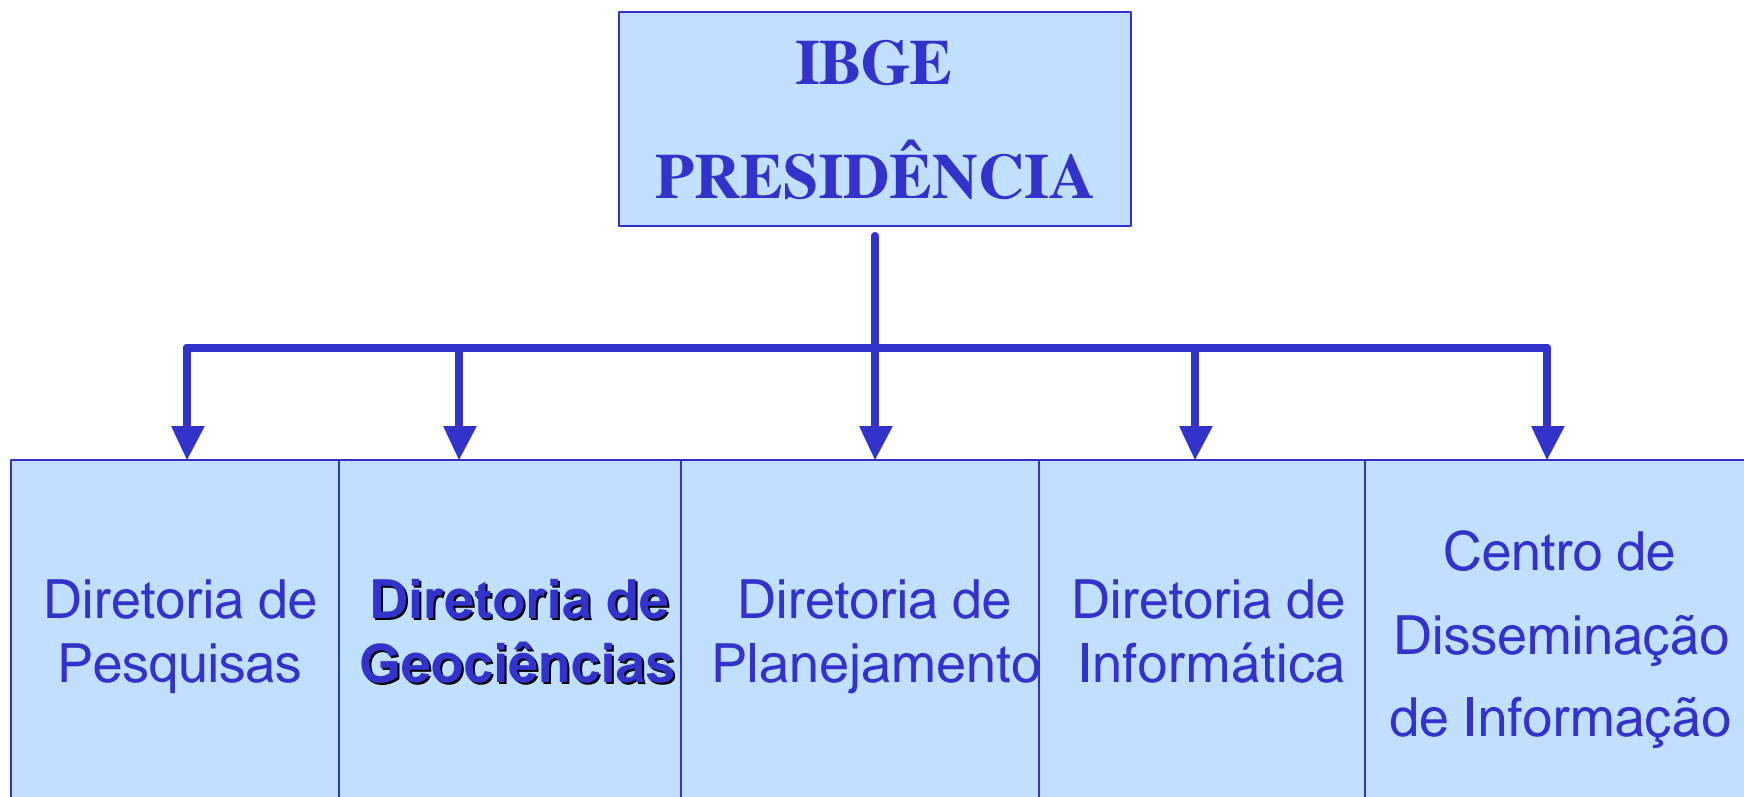 IBGE
PRESIDÊNCIA
Diretoria de
Pesquisas
Diretoria de
Geociências
Diretoria de
Planejamento
Diretoria de
Informática
Centro de
Disseminação
de Informação